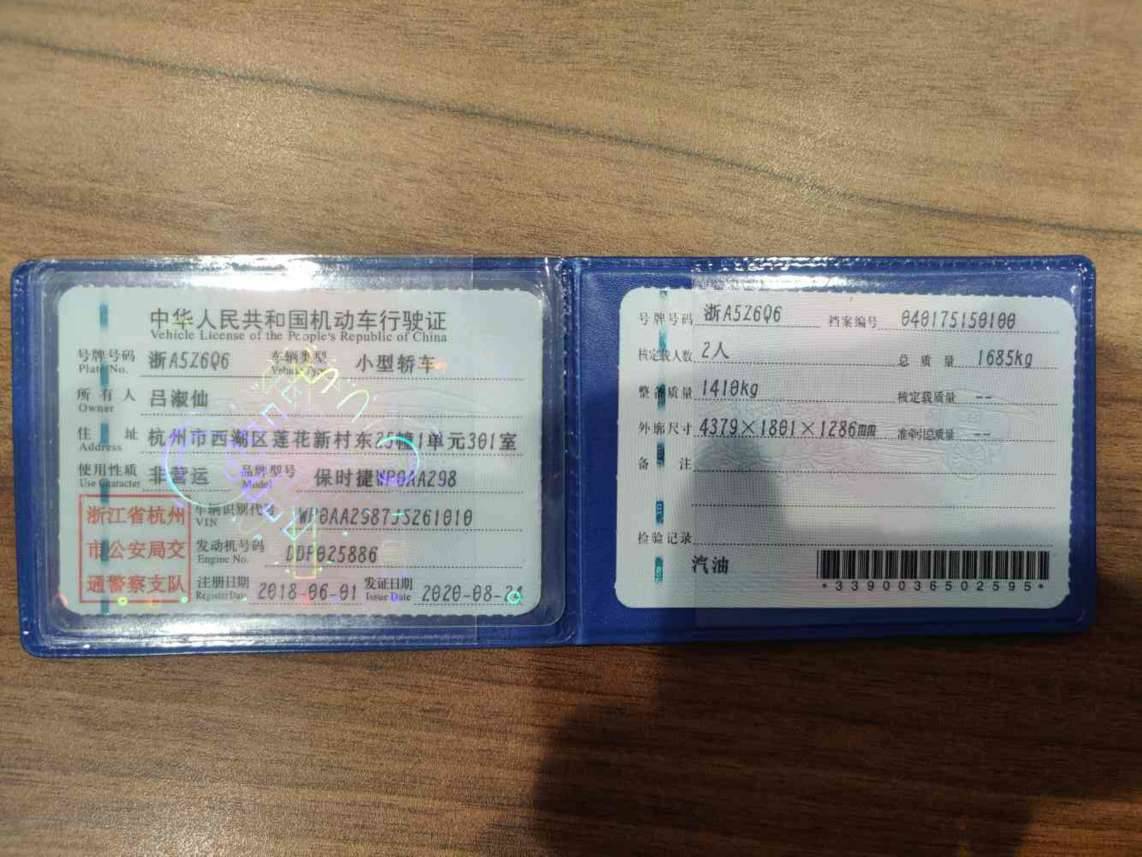 中华人民共和国机动车行驶证
Vehicle License of the People's Republic of China
号牌号码 浙A5Z6Q6 车辆类型 小型轿车
Plate No. Vehicle Type
所有人 吕淑仙
Owner
住址 杭州市西湖区莲花新村东25幢1单元301室
Address
使用性质 非营运 品牌型号 保时捷WP0AA298
Use Character Model
浙江省杭州
市公安局交
通警察支队
车辆识别代号
VIN
发动机号码 DDP025886
Engine No.
注册日期 2018-06-01 发证日期 2020-08-24
Register Date Issue Date
号牌号码 浙A5Z6Q6 档案编号 040175150100
核定载人数 2人 总质量 1685kg
整备质量 1410kg 核定载质量 --
外廓尺寸 4379×1801×1286mm 准牵引总质量 --
备注
检验记录
汽油
*3390036502595*